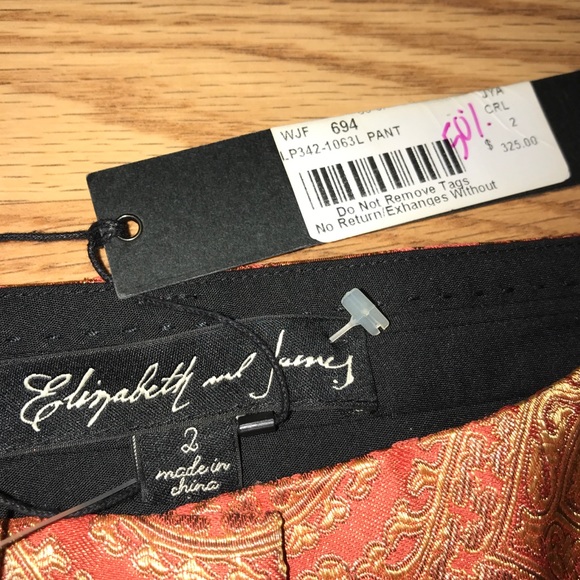 JYA
WJF 694 CRL
LP342-1063L PANT 50% 2
$ 325.00
Do Not Remove Tags
No Return/Exhanges Without
Elizabeth and James
2
made in
china